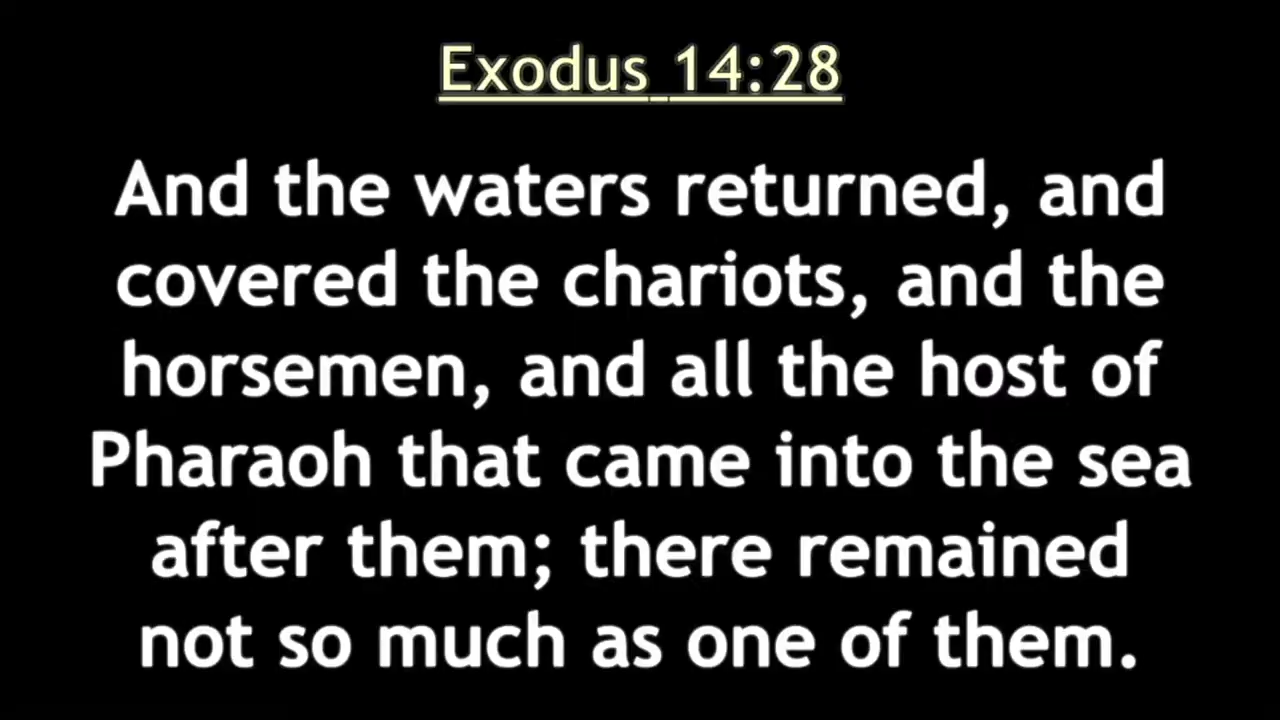 Exodus 14:28
And the waters returned, and
covered the chariots, and the
horsemen, and all the host of
Pharaoh that came into the sea
after them; there remained
not so much as one of them.